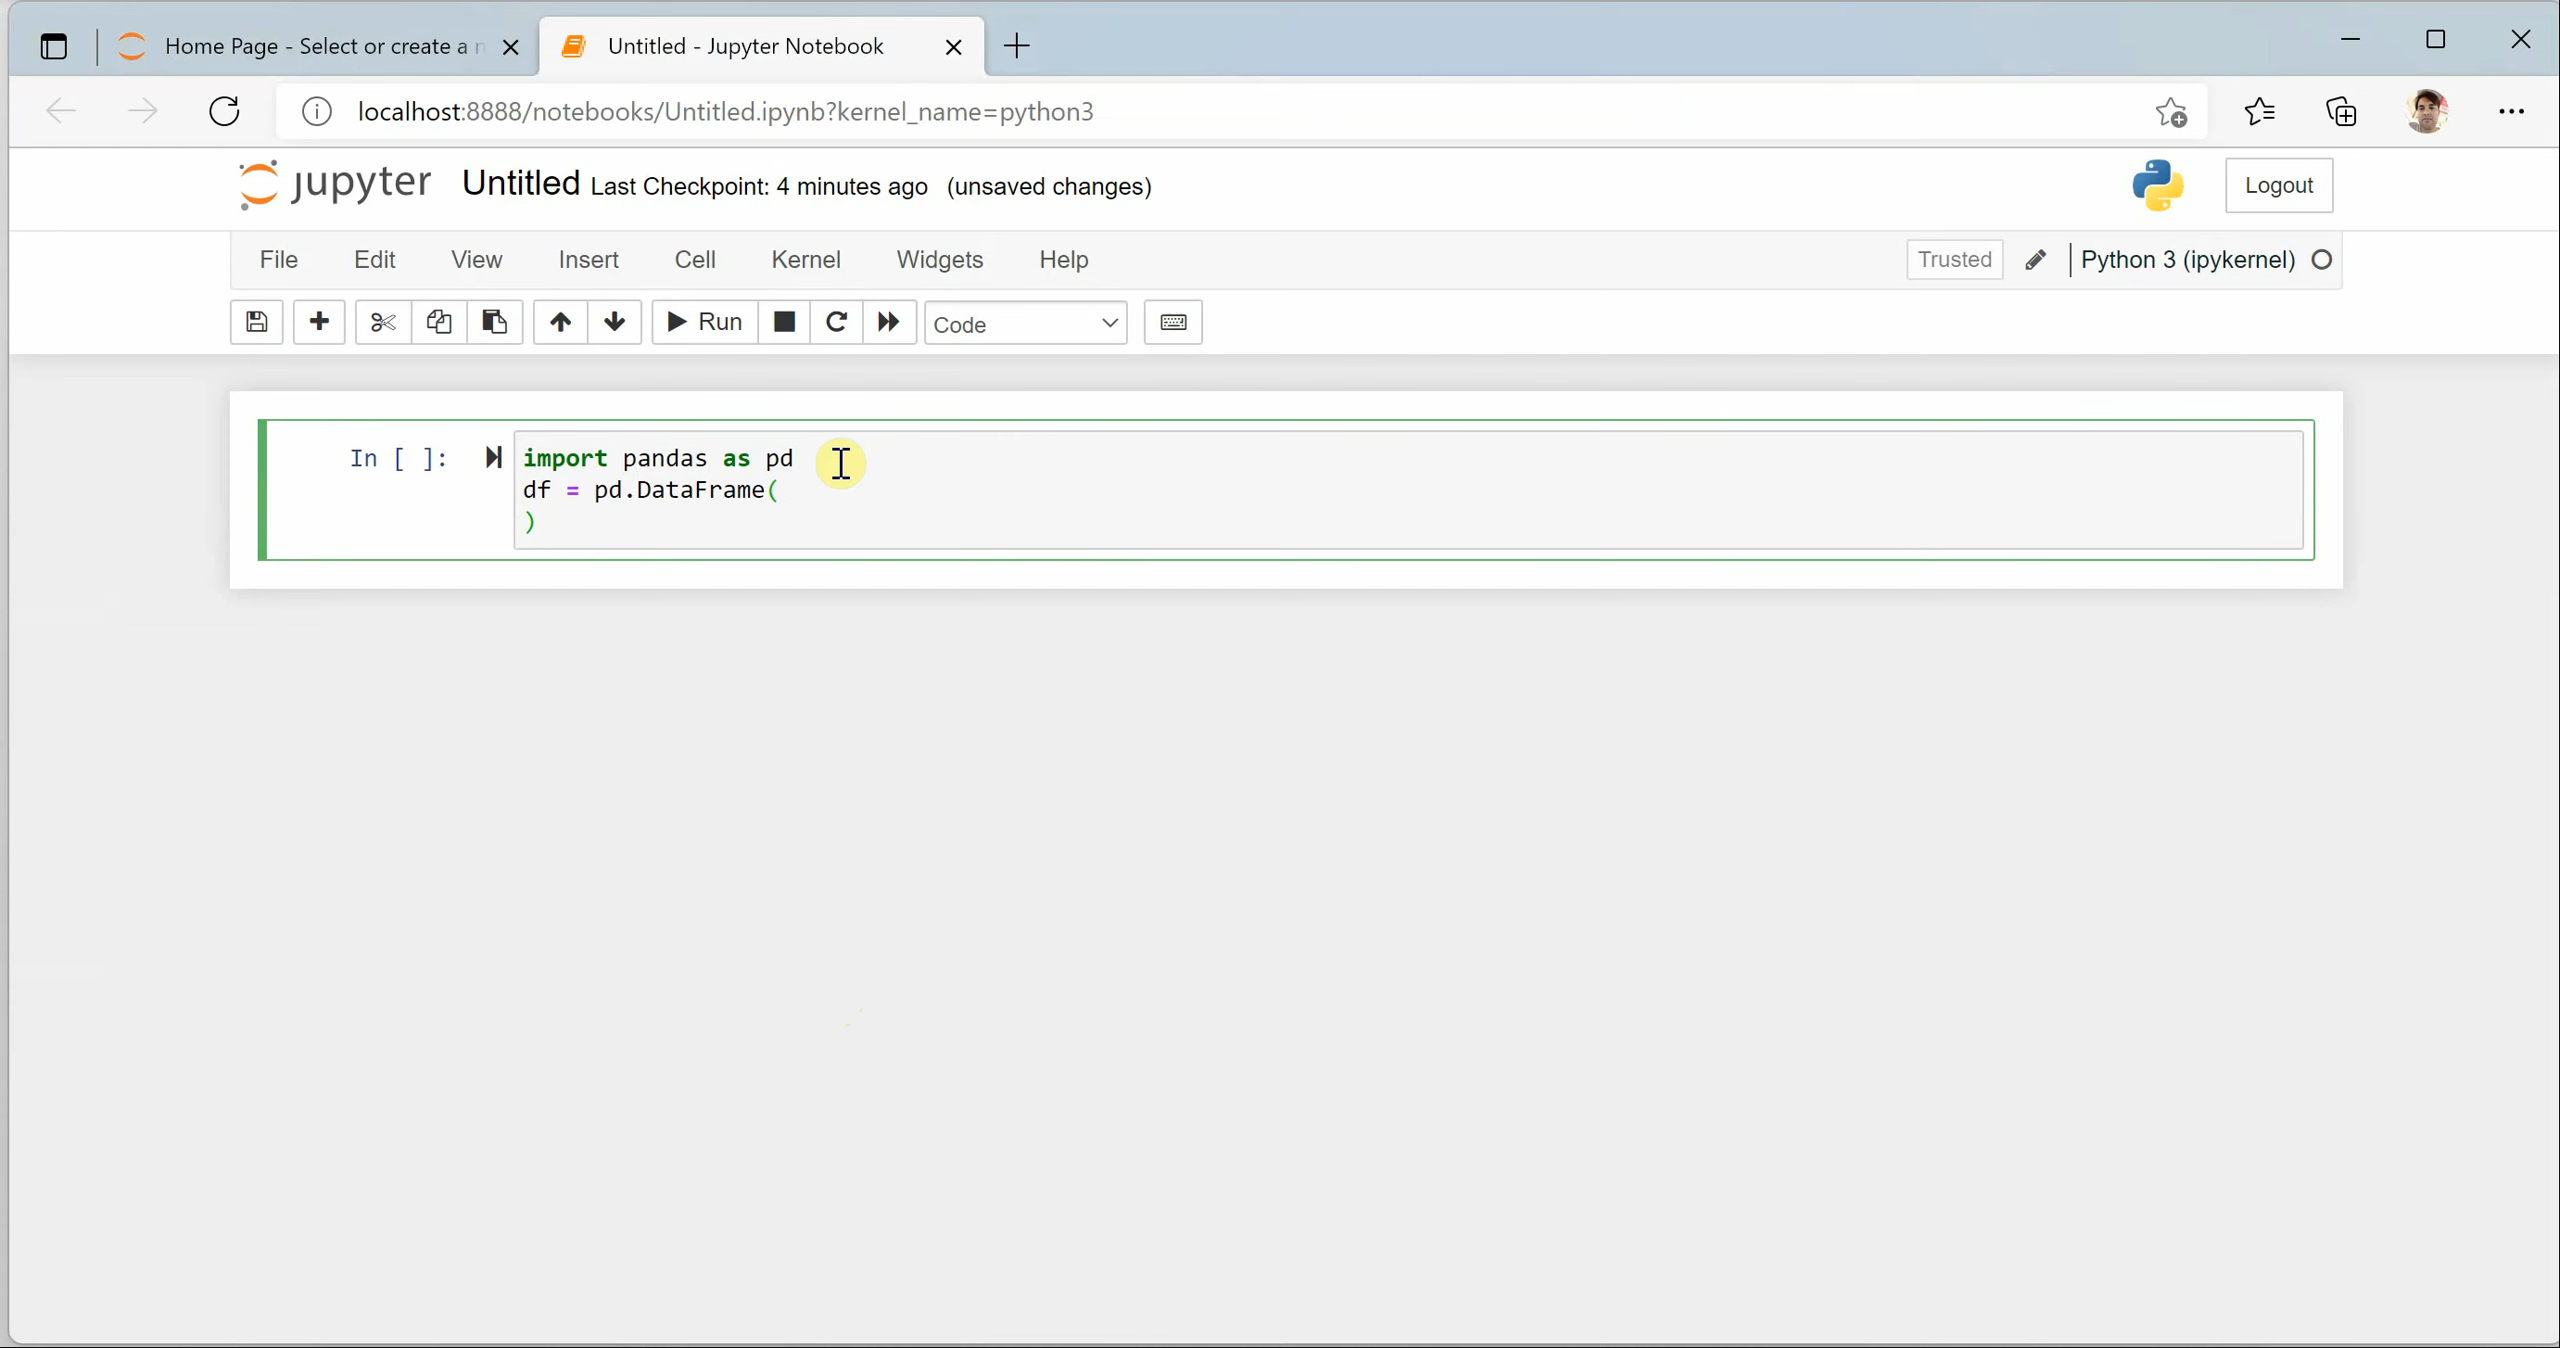 Home Page - Select or create a n
Untitled - Jupyter Notebook
localhost:8888/notebooks/Untitled.ipynb?kernel_name=python3
jupyter Untitled Last Checkpoint: 4 minutes ago (unsaved changes)
Logout
File Edit View Insert Cell Kernel Widgets Help
Trusted Python 3 (ipykernel)
Run Code
In [ ]: import pandas as pd
df = pd.DataFrame(
)